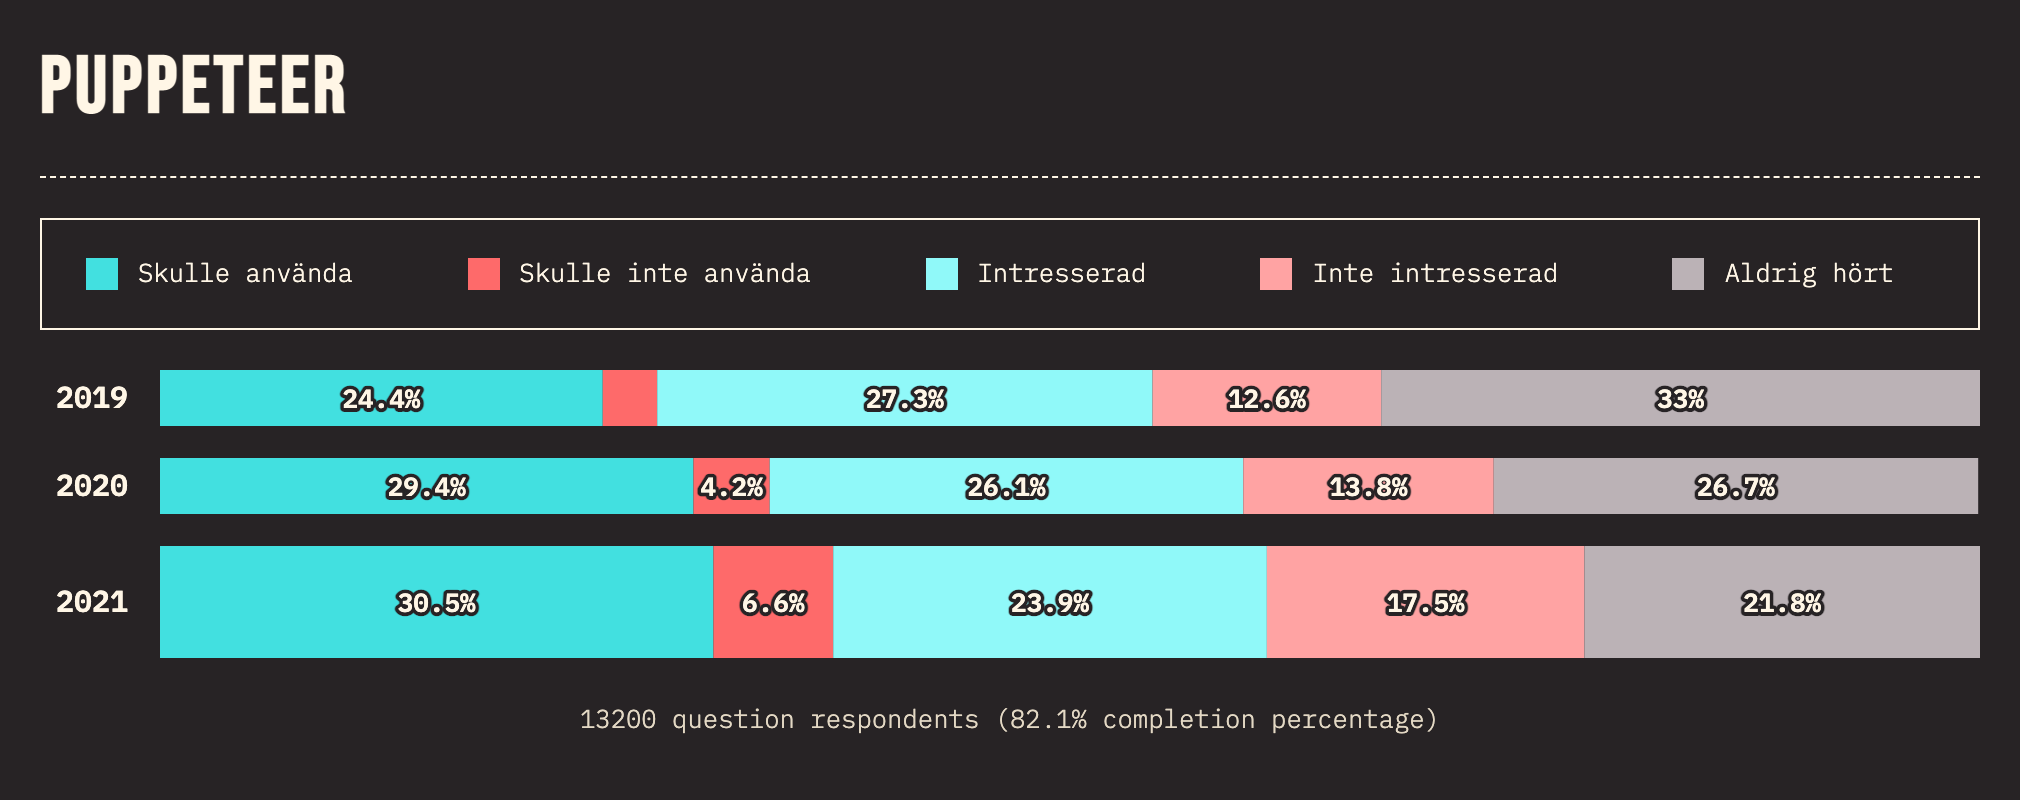 PUPPETEER
Skulle använda Skulle inte använda Intresserad Inte intresserad Aldrig hört
2019 24.4% 27.3% 12.6% 33%
2020 29.4% 4.2% 26.1% 13.8% 26.7%
2021 30.5% 6.6% 23.9% 17.5% 21.8%
13200 question respondents (82.1% completion percentage)